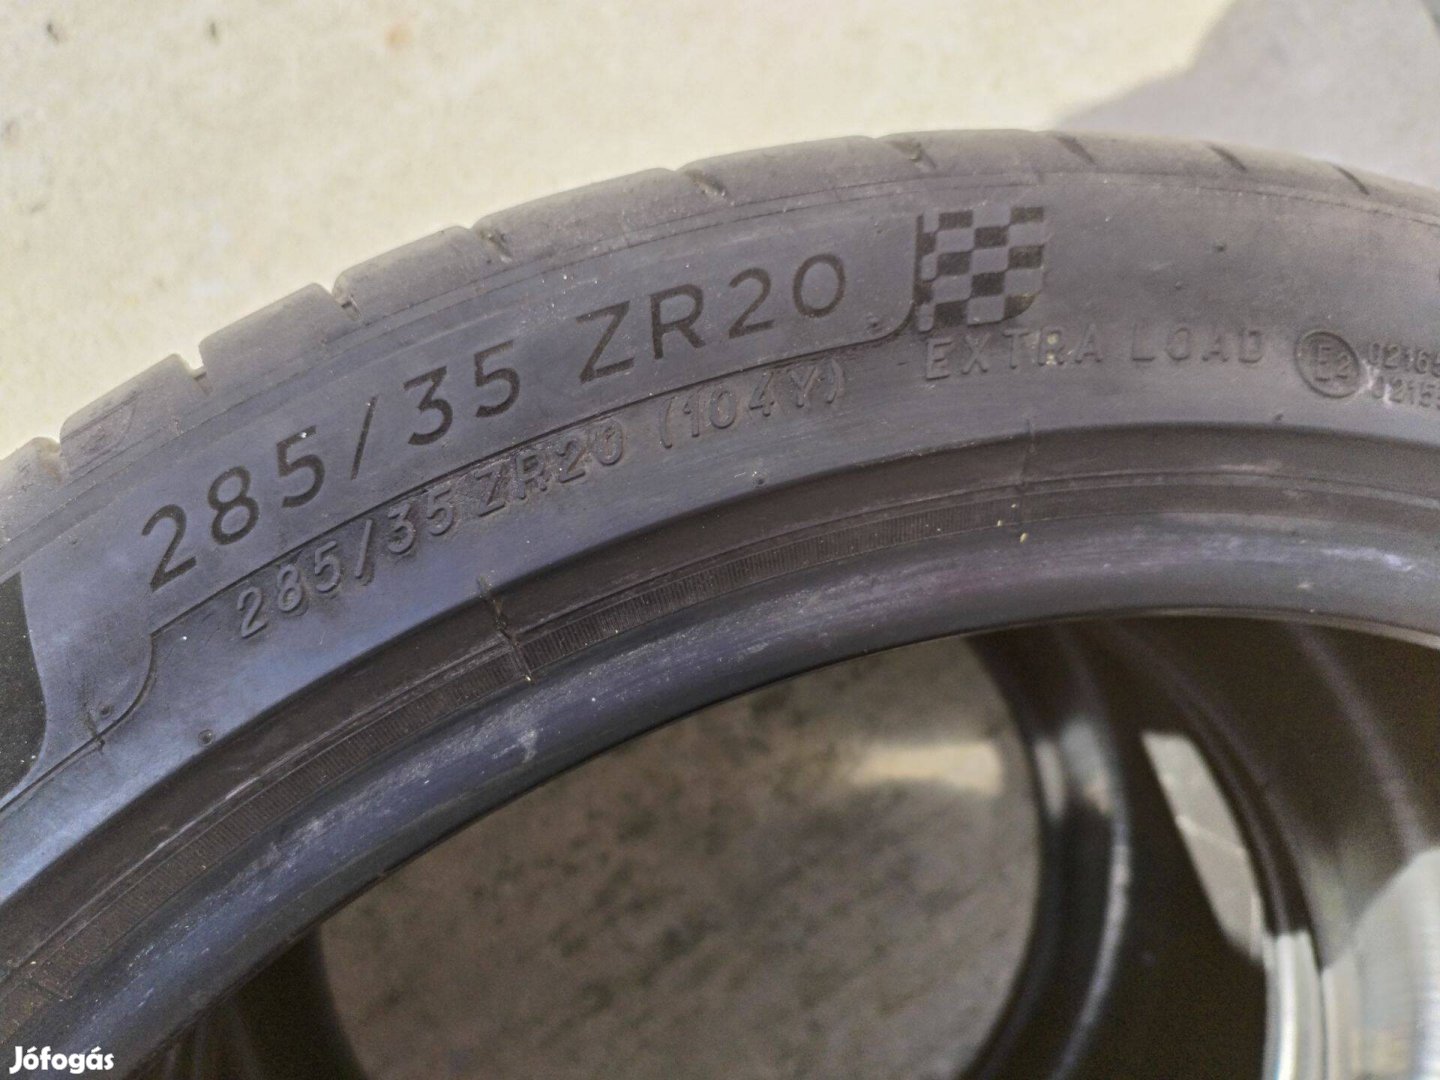 285/35 ZR20
285/35 ZR20 (104Y)
EXTRA LOAD
E2
Jófogás